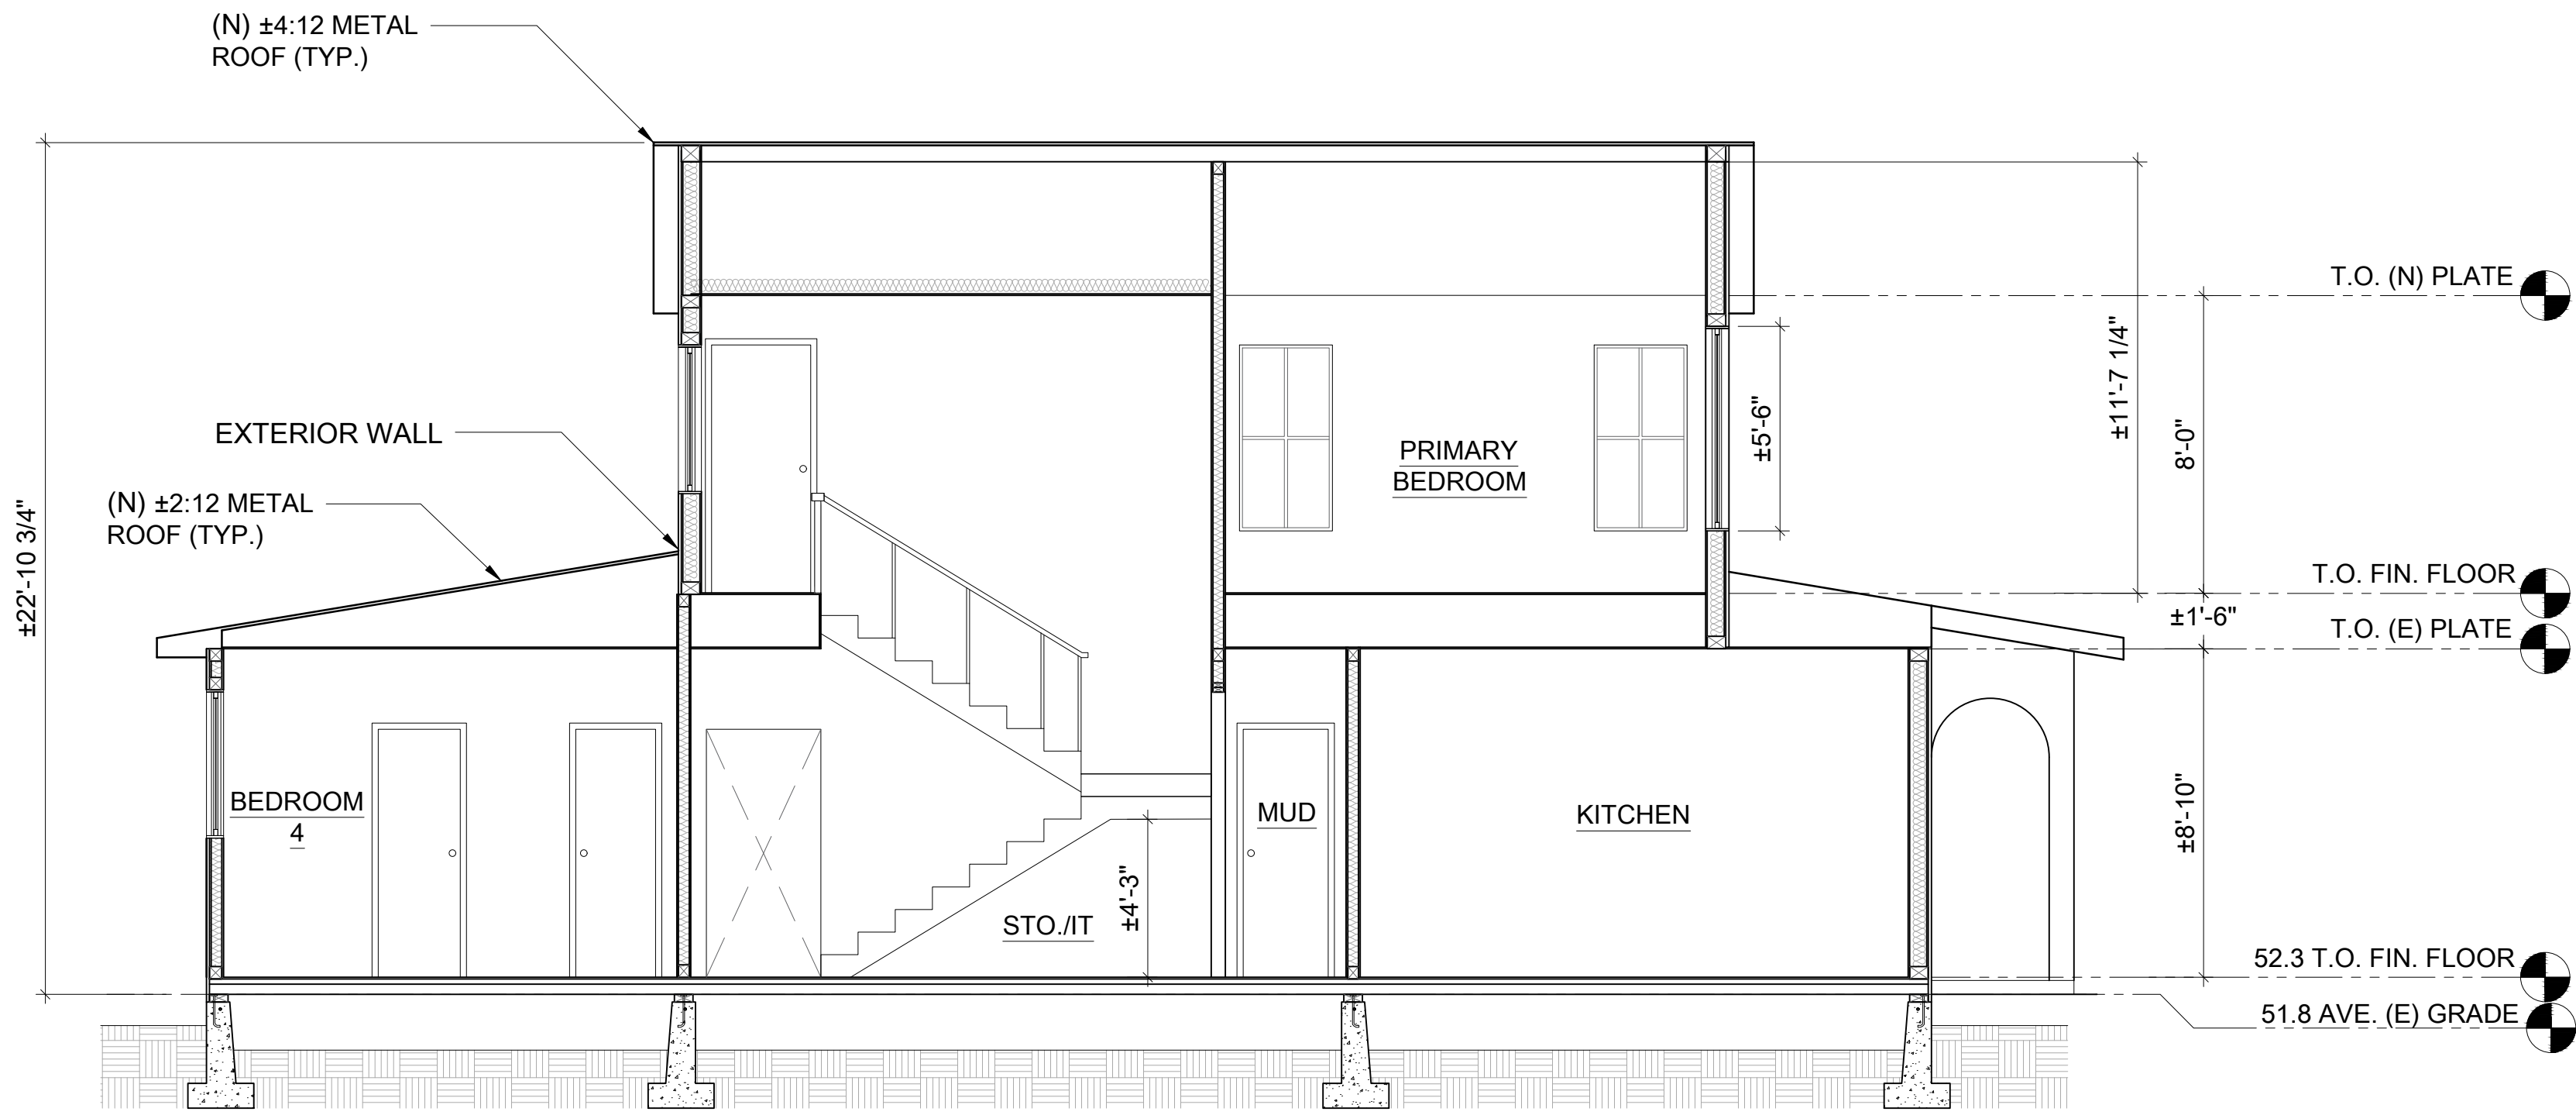 (N) ±4:12 METAL
ROOF (TYP.)
T.O. (N) PLATE
±11'-7 1/4"
8'-0"
±5'-6"
PRIMARY
BEDROOM
EXTERIOR WALL
(N) ±2:12 METAL
ROOF (TYP.)
±22'-10 3/4"
T.O. FIN. FLOOR
±1'-6"
T.O. (E) PLATE
BEDROOM
4
MUD
KITCHEN
±8'-10"
±4'-3"
STO./IT
52.3 T.O. FIN. FLOOR
51.8 AVE. (E) GRADE